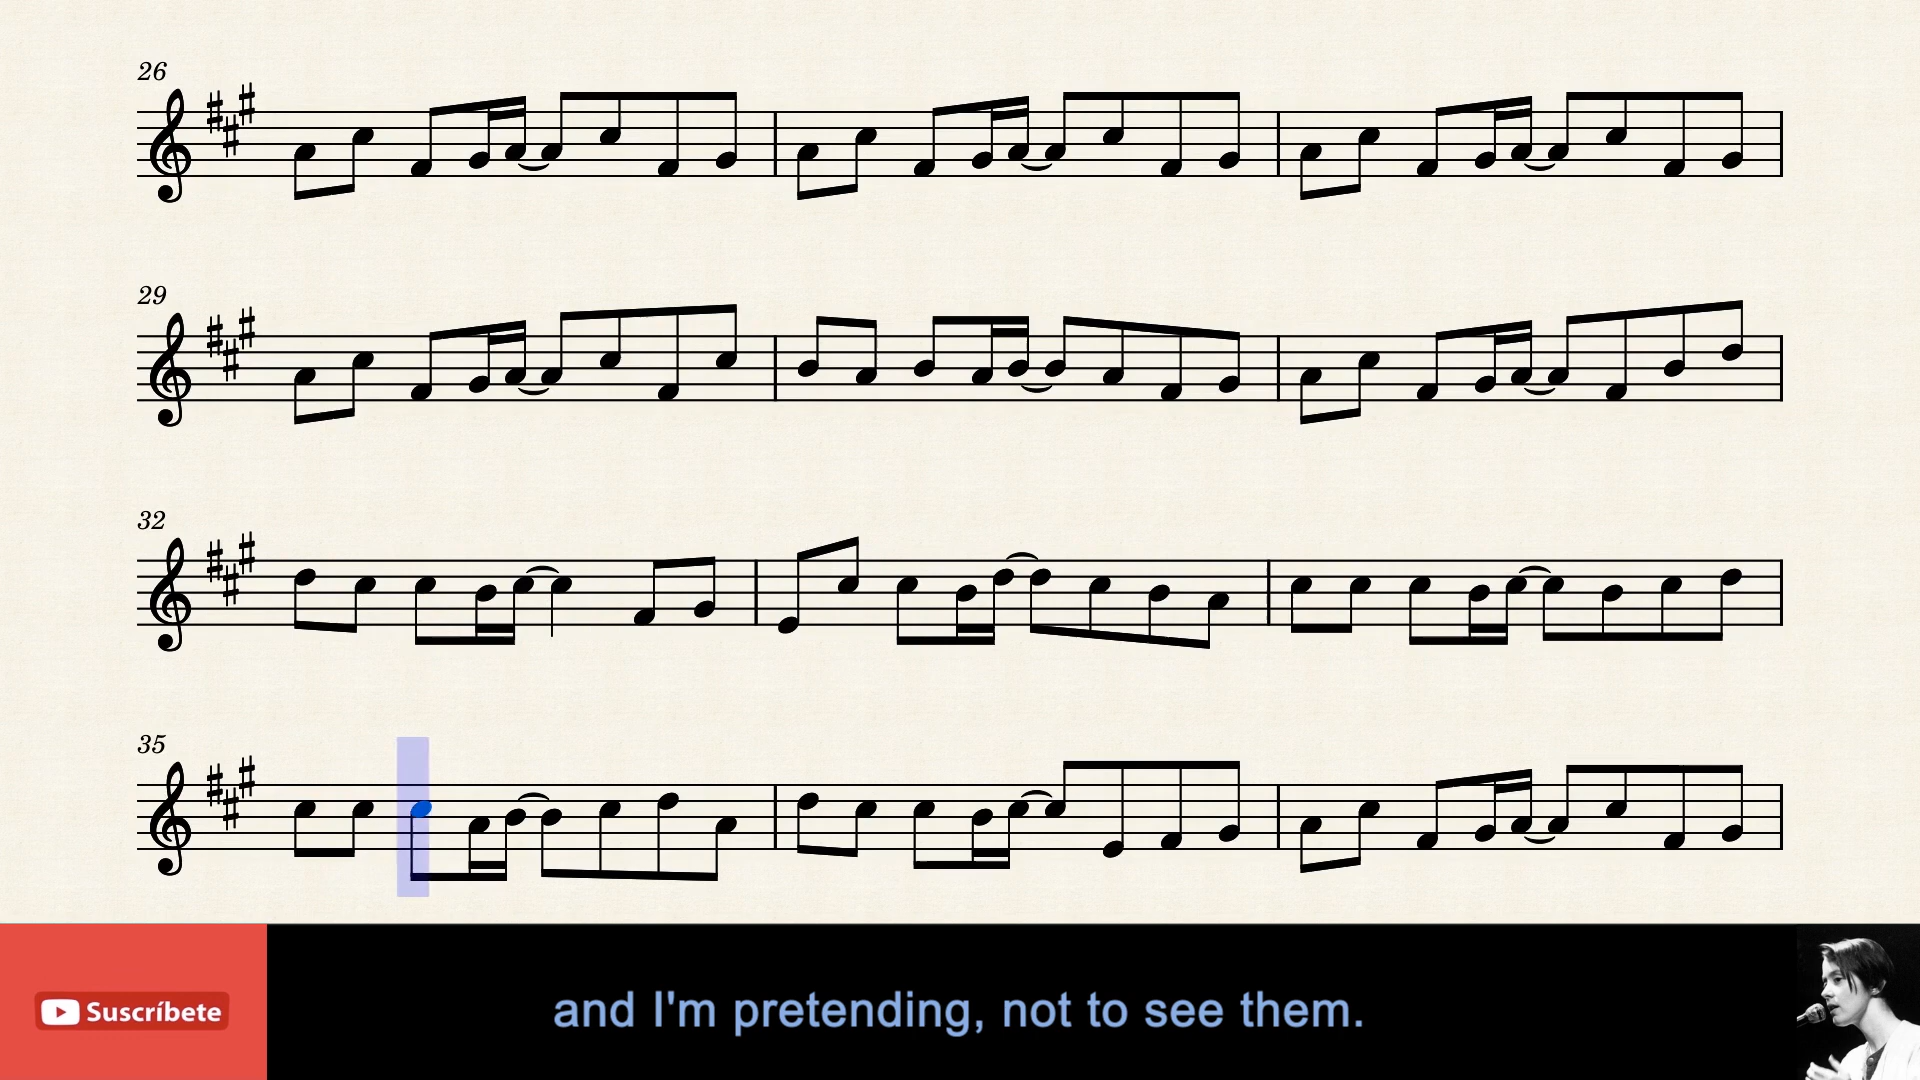 26
29
32
35
Suscríbete
and I'm pretending, not to see them.